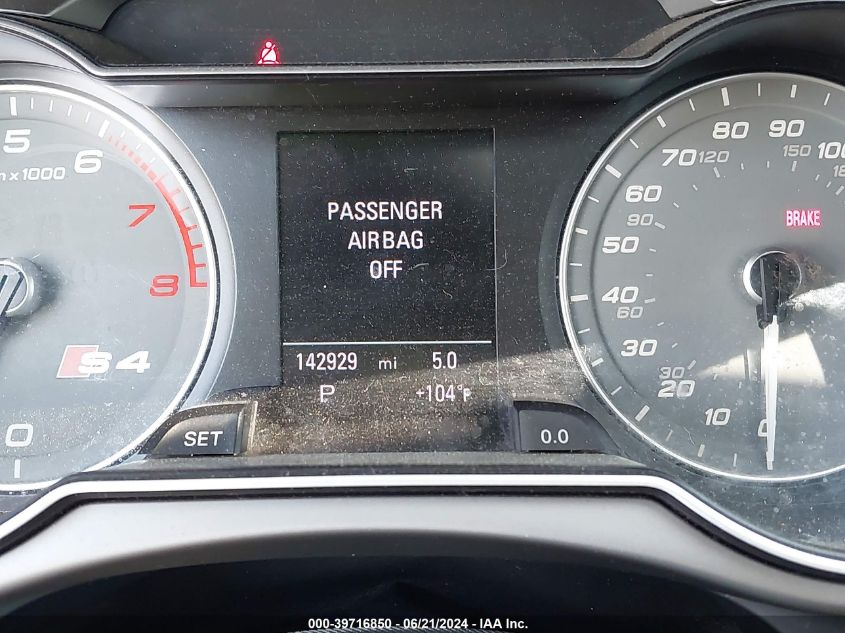 5
6
n x 1000
7
8
S4
0
SET
PASSENGER
AIRBAG
OFF
142929 mi 5.0
P +104°F
0.0
80 90
70 120 150 100
60
90
50
BRAKE
40
60
30
30
20
10
0
000-39716850 - 06/21/2024 - IAA Inc.